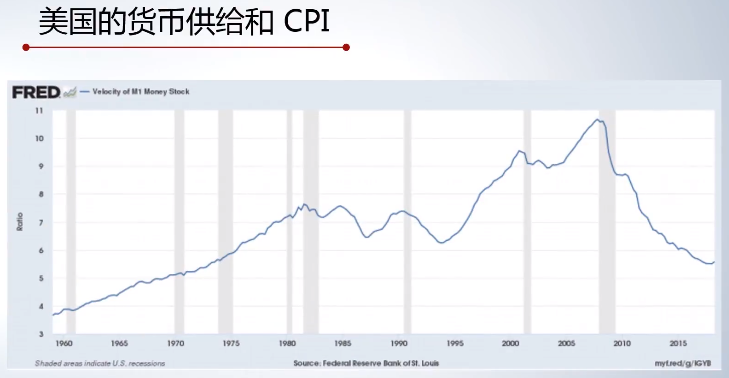 美国的货币供给和 CPI
FRED Velocity of M1 Money Stock
11
10
9
8
7
6
5
4
3
Ratio
1960 1965 1970 1975 1980 1985 1990 1995 2000 2005 2010 2015
Shaded areas indicate U.S. recessions Source: Federal Reserve Bank of St. Louis myf.red/g/lGYB